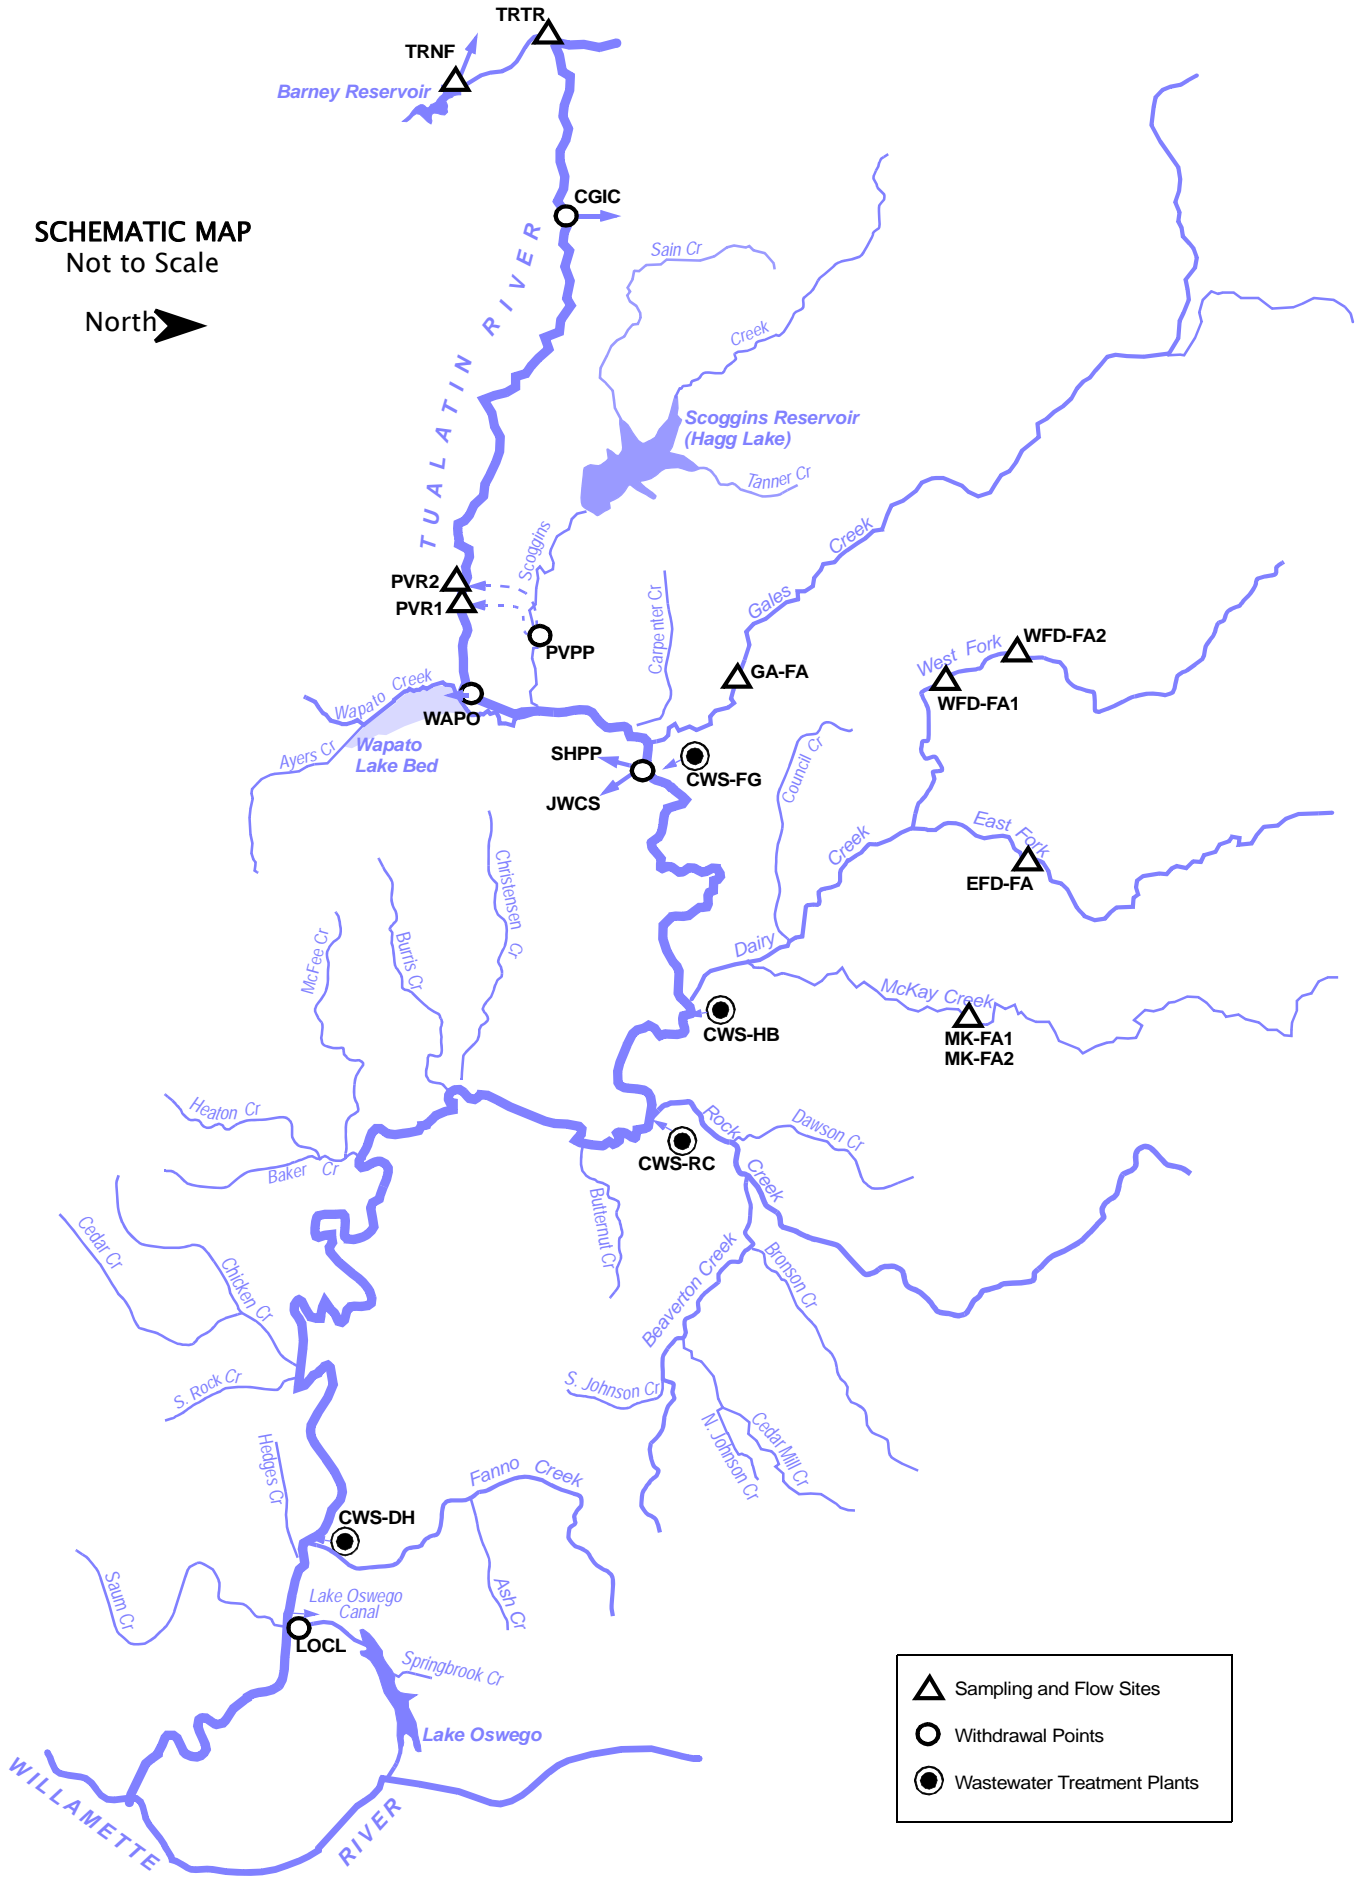 TRTR
TRNF
Barney Reservoir
CGIC
SCHEMATIC MAP
Not to Scale
North
TUALATIN RIVER
Sain Cr
Creek
Scoggins Reservoir
(Hagg Lake)
Tanner Cr
Scoggins
Gales Creek
PVR2
PVR1
PVPP
Carpenter Cr
GA-FA
West Fork
WFD-FA2
WFD-FA1
Wapato Creek
WAPO
Wapato
Lake Bed
Ayers Cr
SHPP
JWCS
CWS-FG
Council Cr
Creek
East Fork
EFD-FA
Christensen Cr
Burris Cr
McFee Cr
Dairy
McKay Creek
MK-FA1
MK-FA2
CWS-HB
Heaton Cr
Baker Cr
Rock
Creek
Dawson Cr
CWS-RC
Butternut Cr
Cedar Cr
Chicken Cr
Beaverton Creek
Bronson Cr
S. Rock Cr
S. Johnson Cr
N. Johnson Cr
Cedar Mill Cr
Hedges Cr
Fanno Creek
CWS-DH
Ash Cr
Saum Cr
Lake Oswego
Canal
LOCL
Springbrook Cr
Lake Oswego
WILLAMETTE
RIVER
Sampling and Flow Sites
Withdrawal Points
Wastewater Treatment Plants